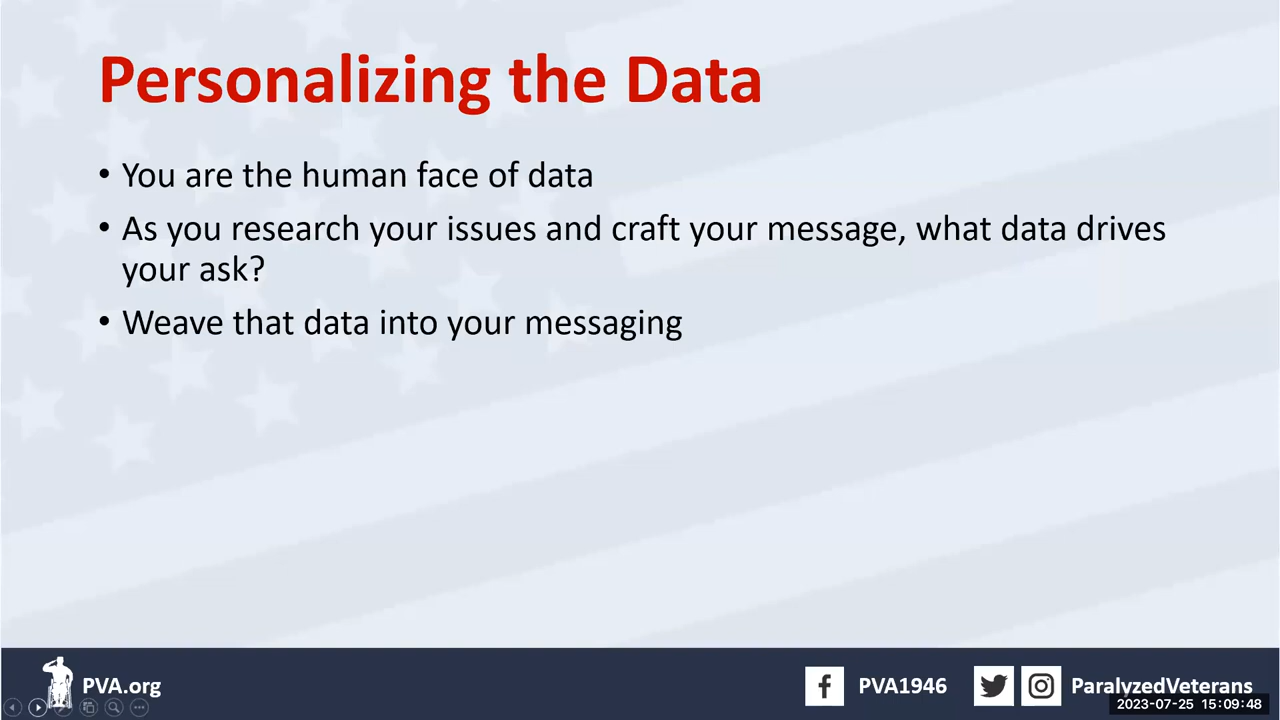 Personalizing the Data
• You are the human face of data
• As you research your issues and craft your message, what data drives
your ask?
• Weave that data into your messaging
PVA.org
PVA1946
ParalyzedVeterans
2023-07-25 15:09:48